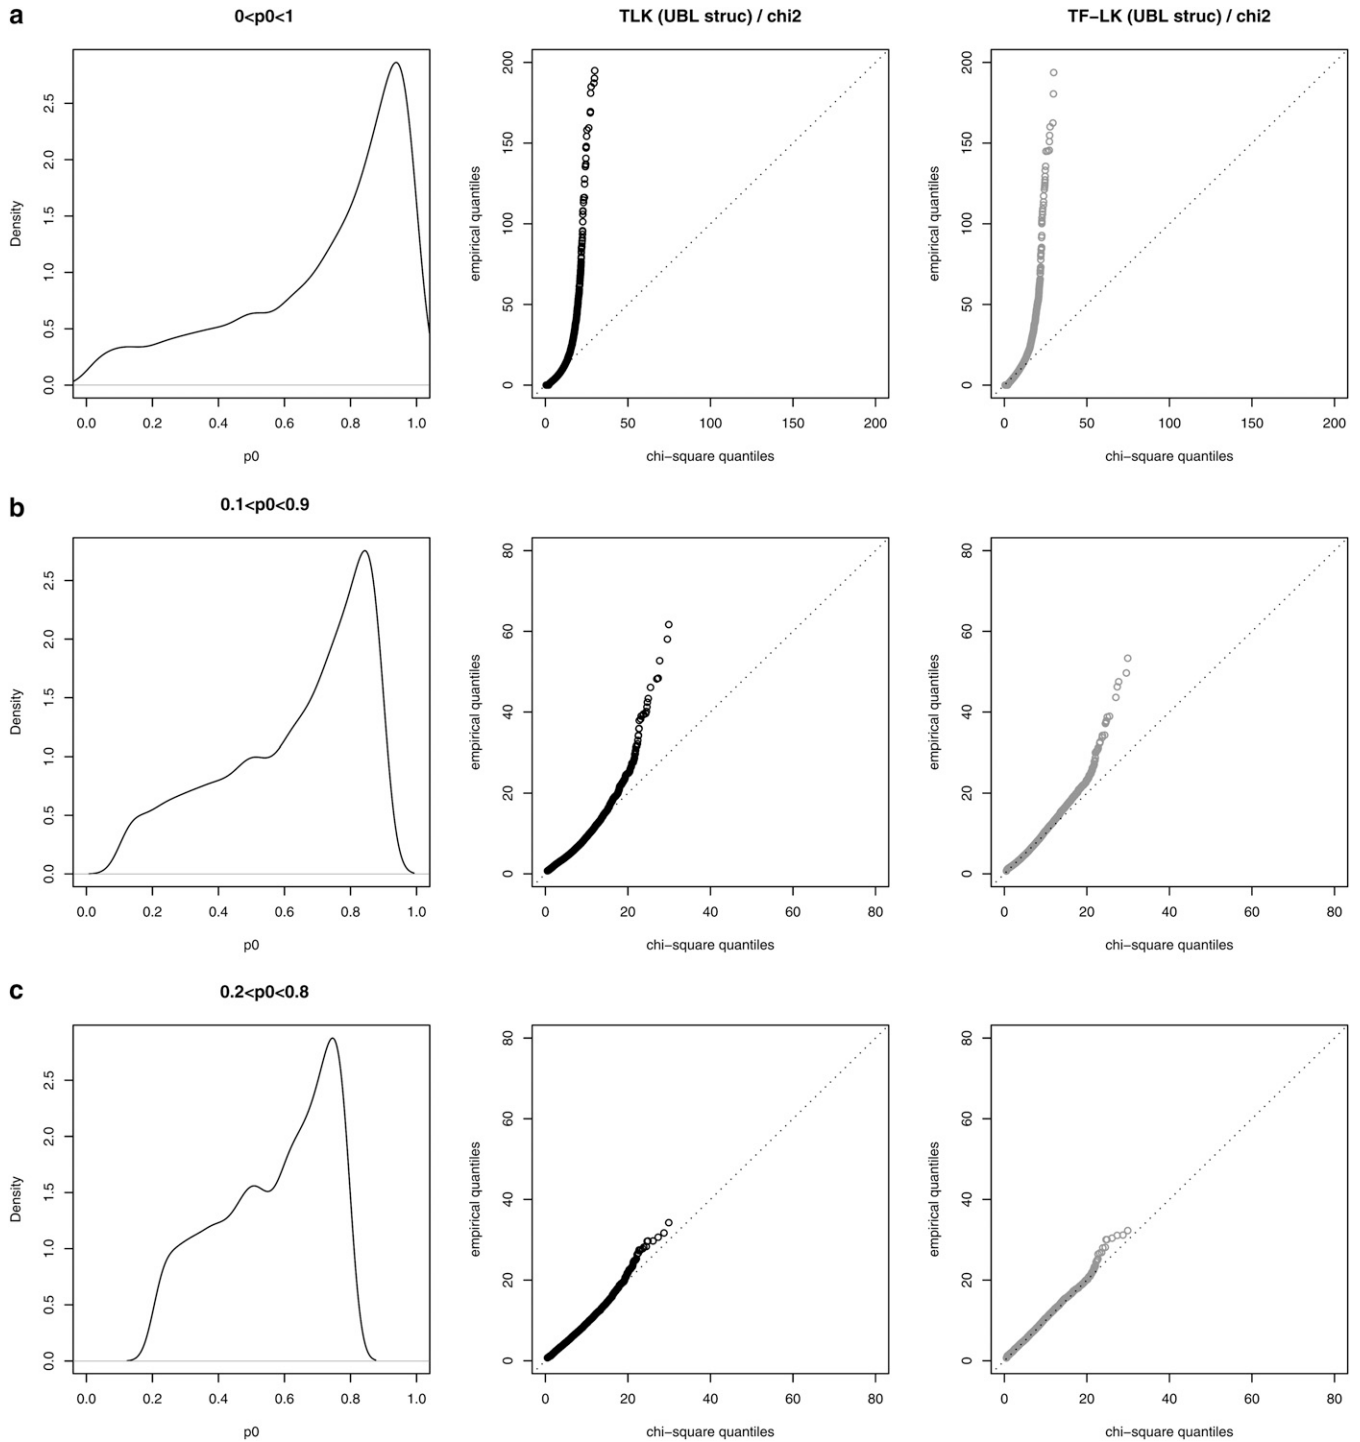 a
0<p0<1
TLK (UBL struc) / chi2
TF−LK (UBL struc) / chi2
Density
0.0 0.5 1.0 1.5 2.0 2.5
0.0 0.2 0.4 0.6 0.8 1.0
p0
empirical quantiles
0 50 100 150 200
0 50 100 150 200
chi−square quantiles
empirical quantiles
0 50 100 150 200
0 50 100 150 200
chi−square quantiles
b
0.1<p0<0.9
Density
0.0 0.5 1.0 1.5 2.0 2.5
0.0 0.2 0.4 0.6 0.8 1.0
p0
empirical quantiles
0 20 40 60 80
0 20 40 60 80
chi−square quantiles
empirical quantiles
0 20 40 60 80
0 20 40 60 80
chi−square quantiles
c
0.2<p0<0.8
Density
0.0 0.5 1.0 1.5 2.0 2.5
0.0 0.2 0.4 0.6 0.8 1.0
p0
empirical quantiles
0 20 40 60 80
0 20 40 60 80
chi−square quantiles
empirical quantiles
0 20 40 60 80
0 20 40 60 80
chi−square quantiles